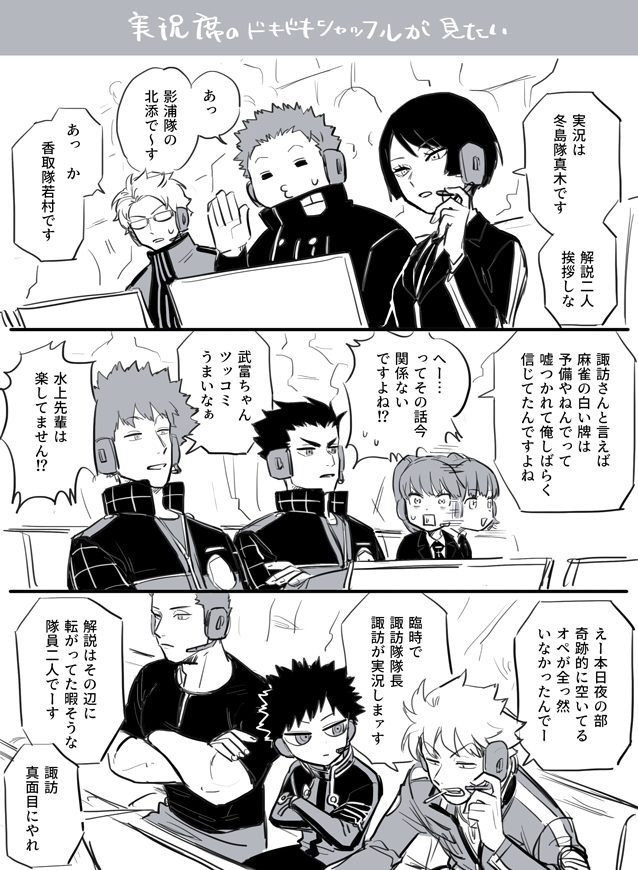 実況席のドキドキシャッフルが見たい
実況は
冬島隊真木です
解説二人
挨拶しな
あっ
影浦隊の
北添で〜す
あっ　か
香取隊若村です
諏訪さんと言えば
麻雀の白い牌は
予備やねんでって
嘘つかれて俺しばらく
信じてたんですよね
へー…
ってその話今
関係ない
ですよね!?
武富ちゃん
ツッコミ
うまいなぁ
水上先輩は
楽してません!?
えー本日夜の部
奇跡的に空いてる
オペが全っ然
いなかったんでー
臨時で
諏訪隊隊長
諏訪が実況しまァす
解説はその辺に
転がってた暇そうな
隊員二人でーす
諏訪
真面目にやれ